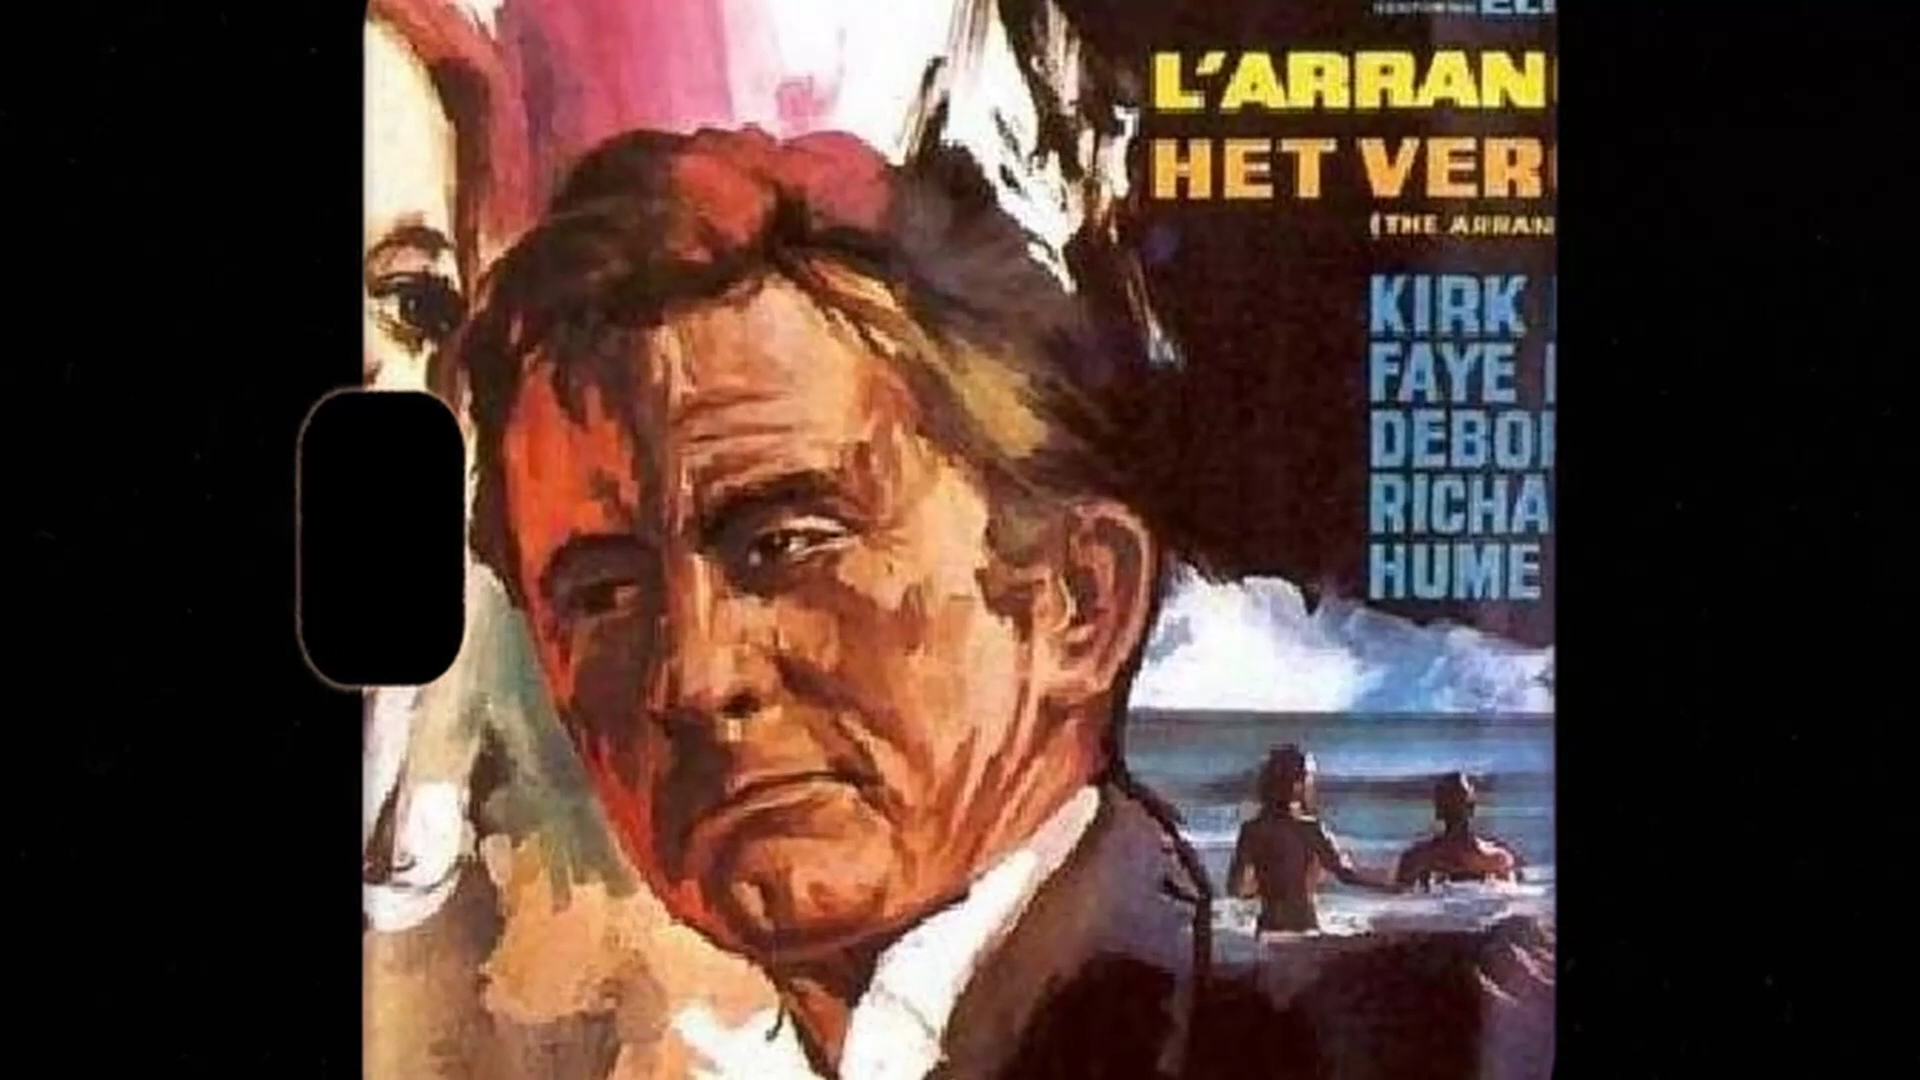 L'ARRAN
HET VER
(THE ARRAN
KIRK
FAYE
DEBO
RICHA
HUME